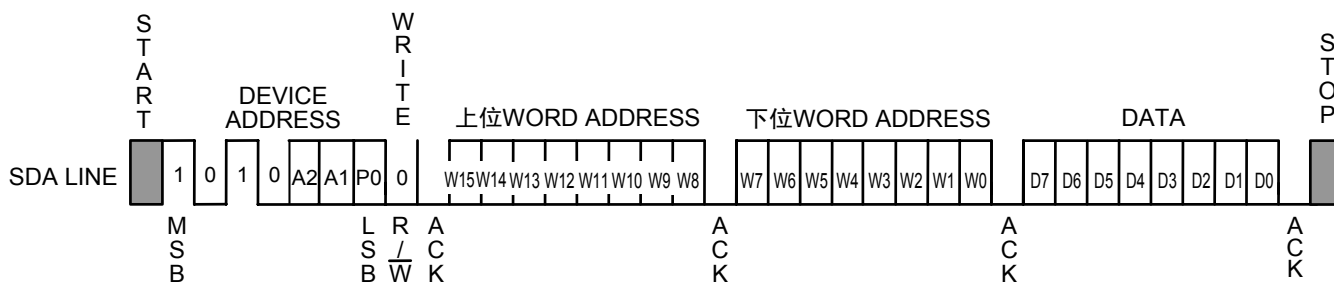 START
WRITE
STOP
DEVICE
ADDRESS
上位WORD ADDRESS
下位WORD ADDRESS
DATA
SDA LINE
1 0 1 0 A2 A1 P0 0
W15 W14 W13 W12 W11 W10 W9 W8
W7 W6 W5 W4 W3 W2 W1 W0
D7 D6 D5 D4 D3 D2 D1 D0
MSB
LSB
R/W
ACK
ACK
ACK
ACK